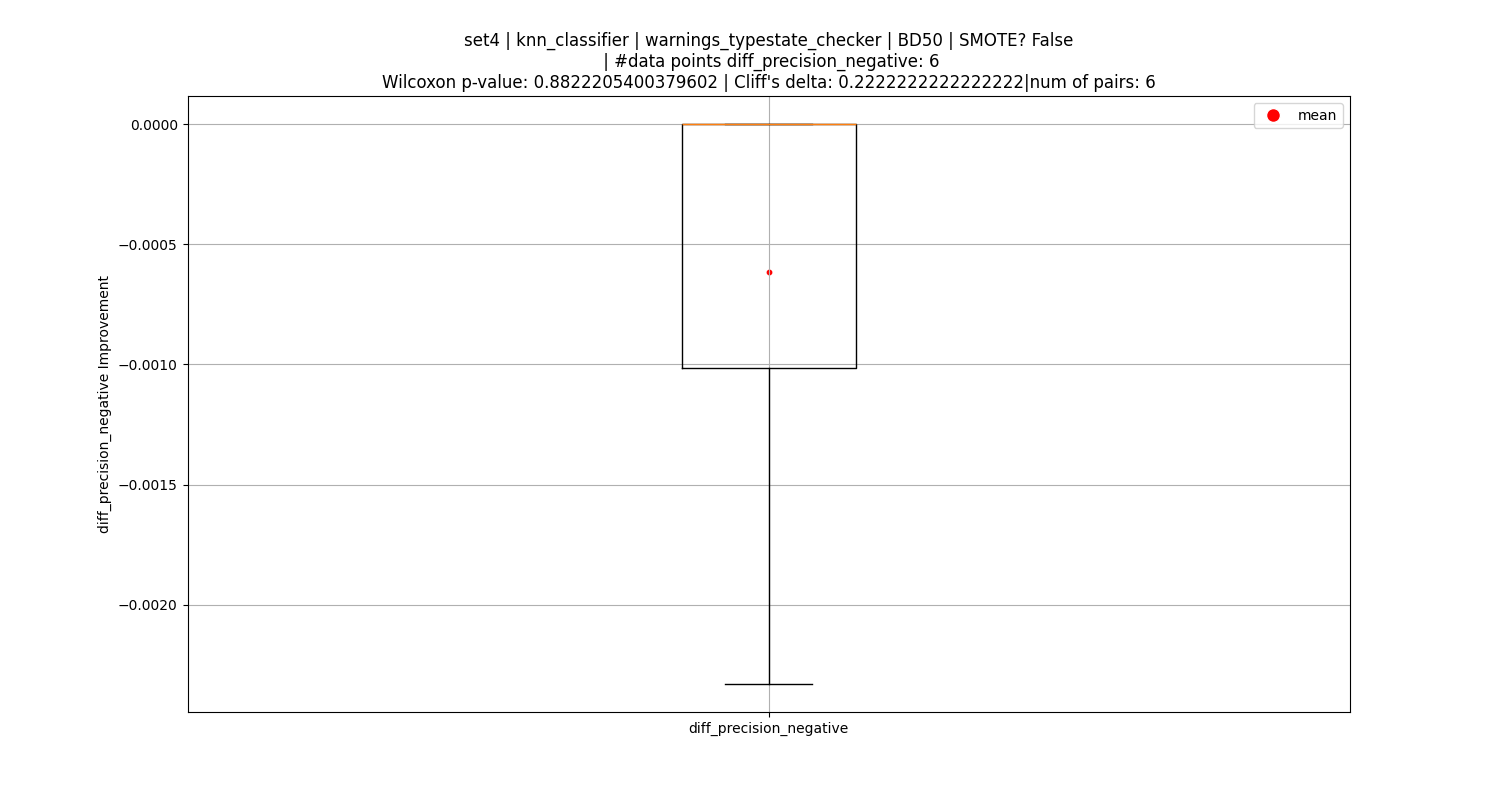 set4 | knn_classifier | warnings_typestate_checker | BD50 | SMOTE? False
| #data points diff_precision_negative: 6
Wilcoxon p-value: 0.8822205400379602 | Cliff's delta: 0.2222222222222222|num of pairs: 6
mean
0.0000
−0.0005
−0.0010
−0.0015
−0.0020
diff_precision_negative Improvement
diff_precision_negative